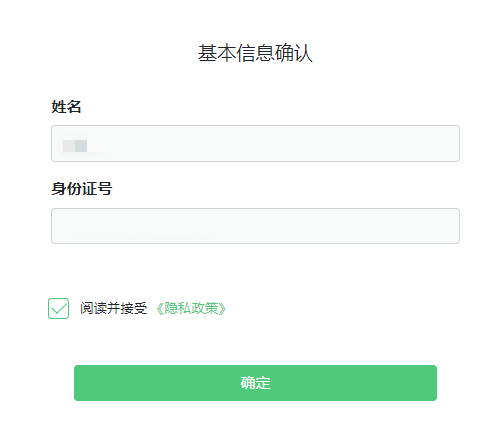 基本信息确认
姓名
身份证号
阅读并接受 《隐私政策》
确定